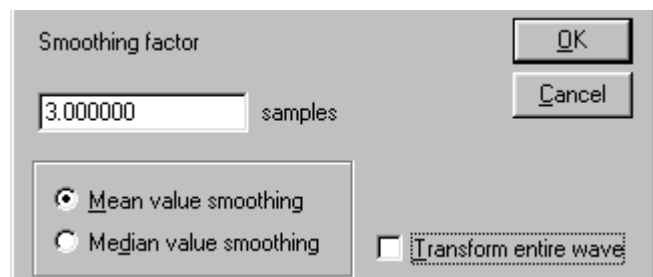 Smoothing factor
OK
3.000000 samples
Cancel
Mean value smoothing
Median value smoothing
Transform entire wave